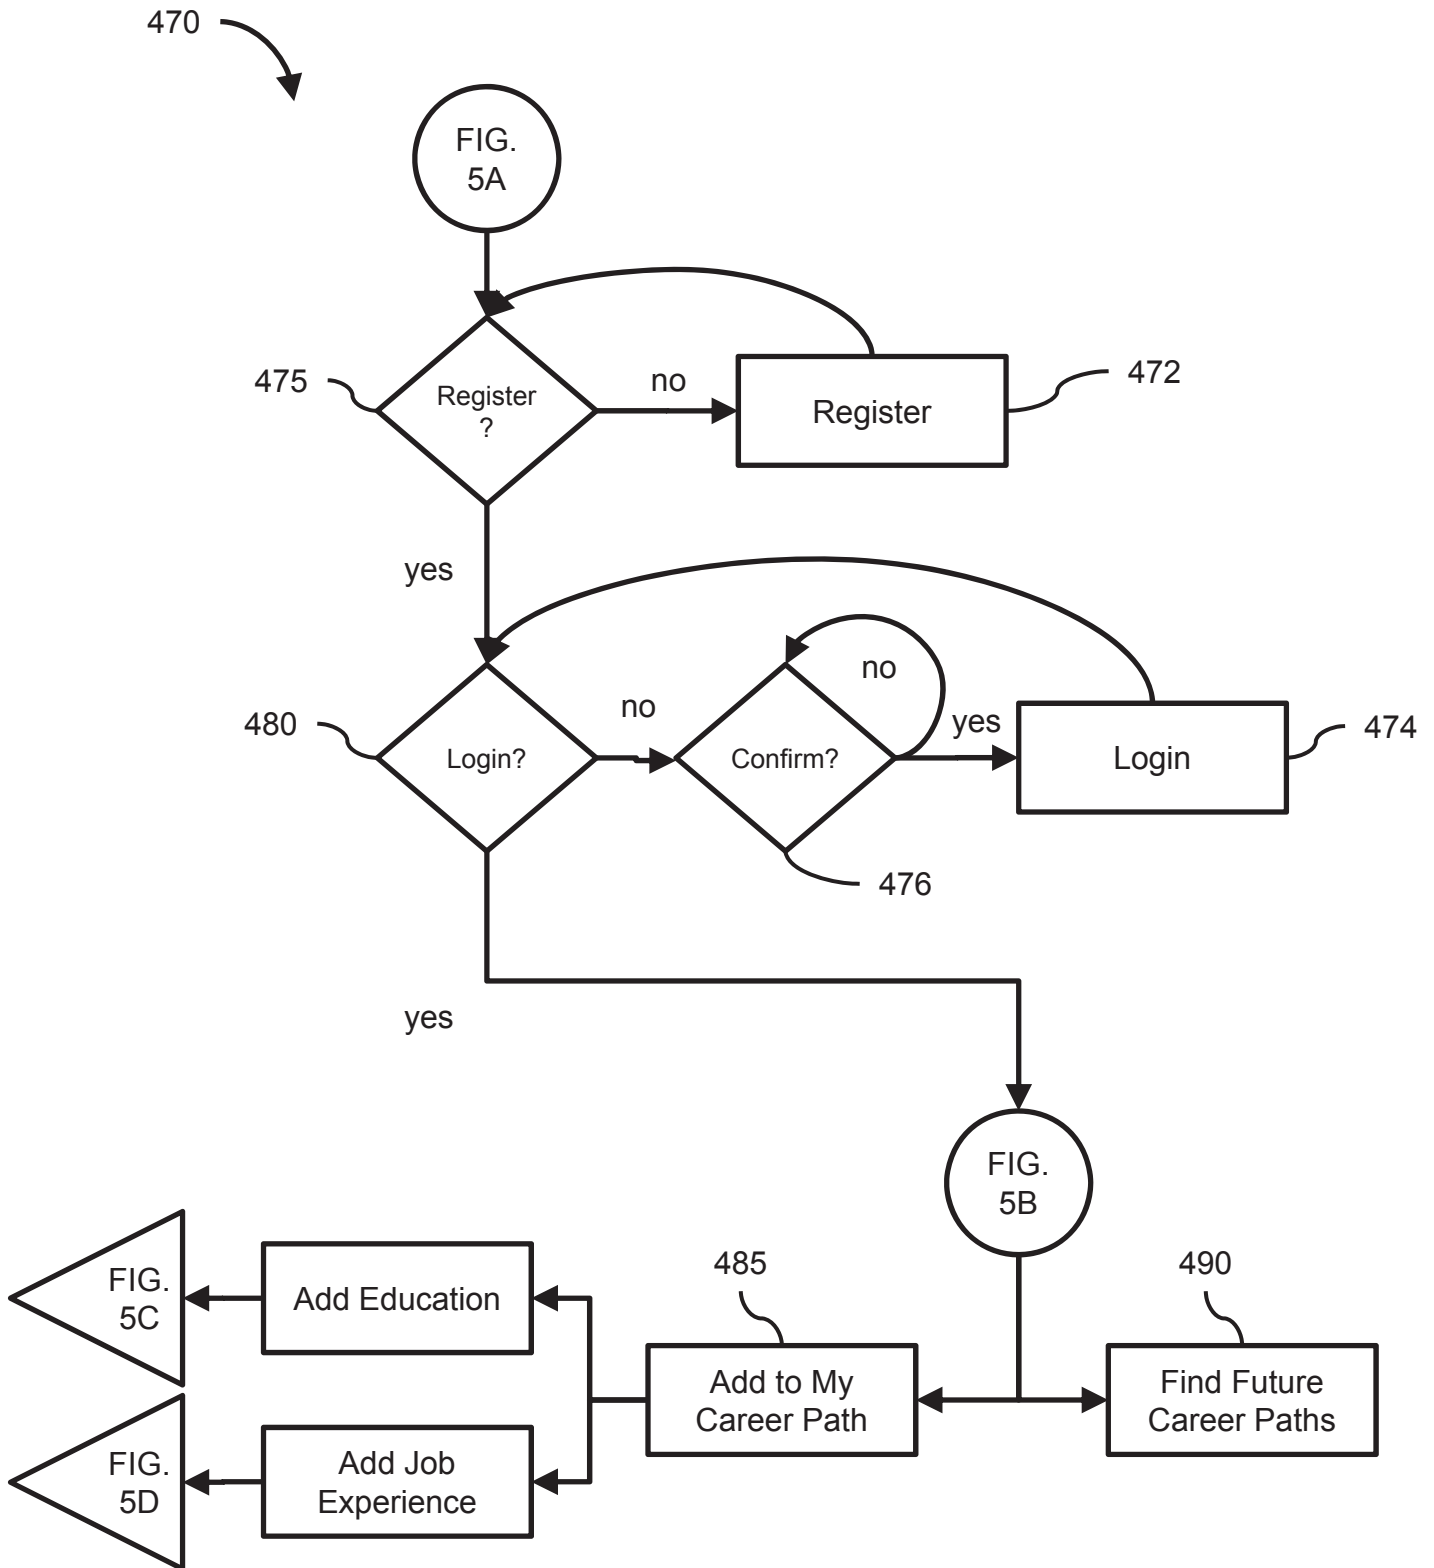 470
FIG.
5A
475
Register
?
no
Register
472
yes
480
Login?
no
Confirm?
no
yes
Login
474
476
yes
FIG.
5B
485
490
FIG.
5C
Add Education
Add to My
Career Path
Find Future
Career Paths
FIG.
5D
Add Job
Experience